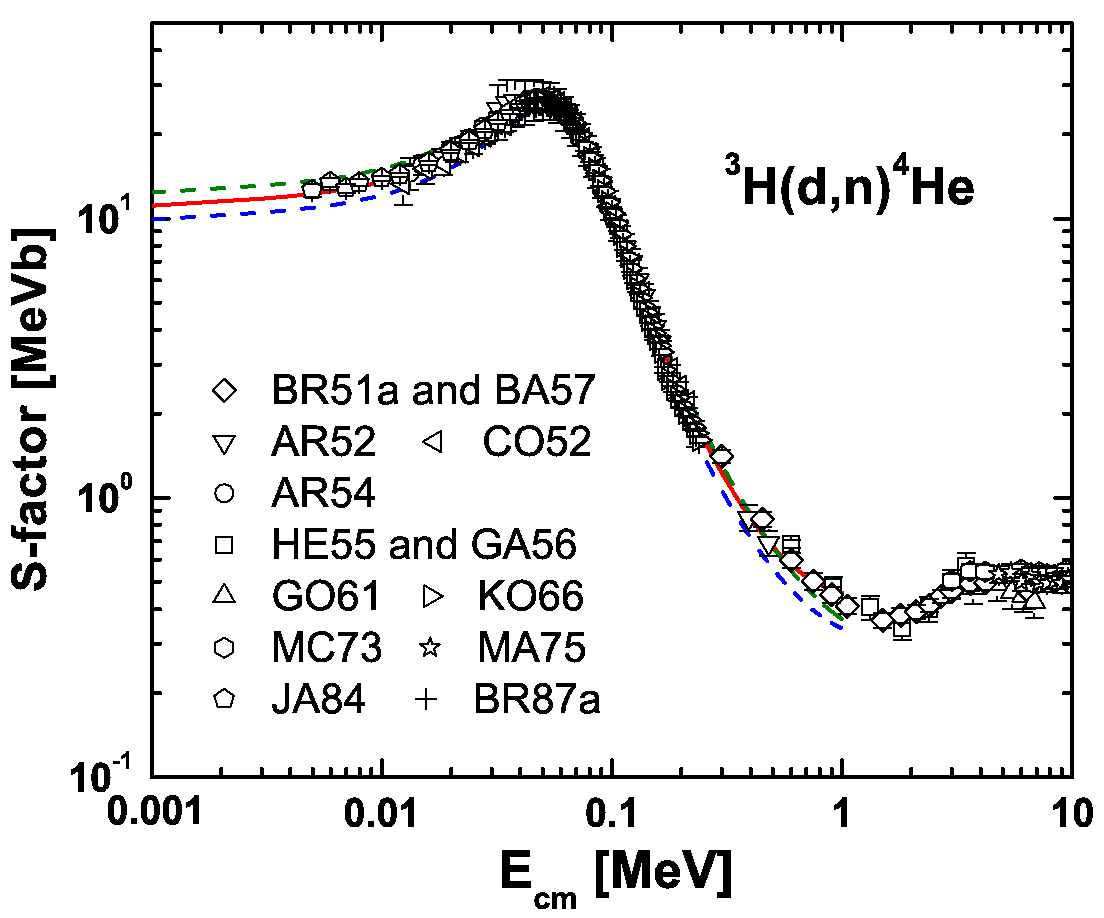 ³H(d,n)⁴He
S-factor [MeVb]
10¹
10⁰
10⁻¹
BR51a and BA57
AR52 CO52
AR54
HE55 and GA56
GO61 KO66
MC73 MA75
JA84 BR87a
0.001 0.01 0.1 1 10
E_cm [MeV]